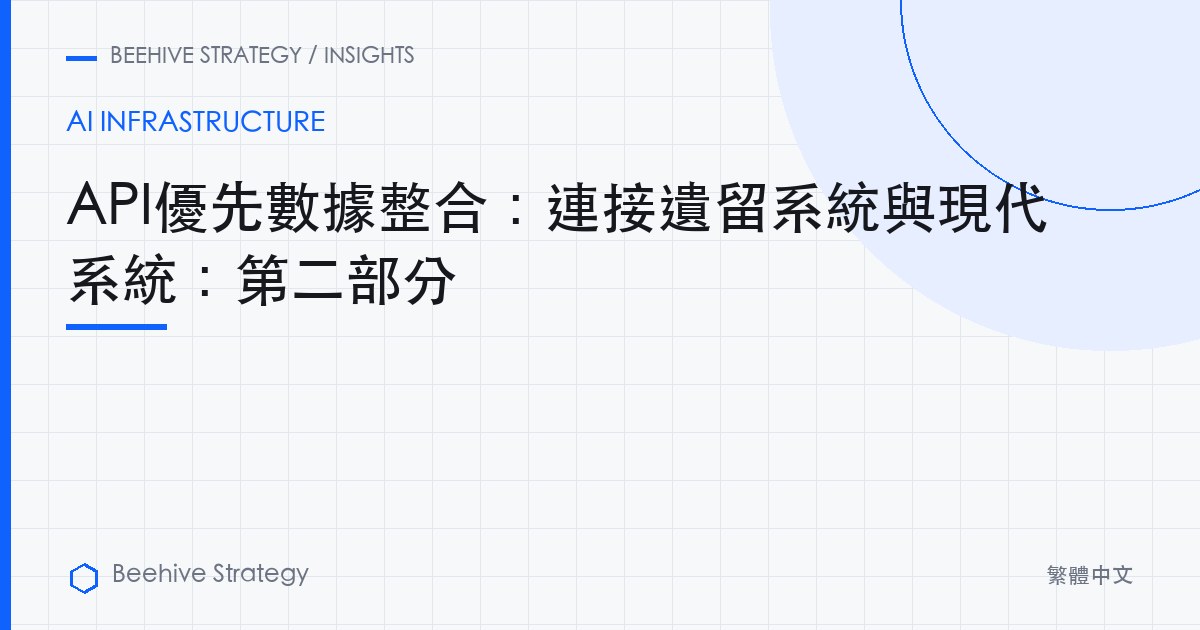 BEEHIVE STRATEGY / INSIGHTS
AI INFRASTRUCTURE
API優先數據整合：連接遺留系統與現代
系統：第二部分
Beehive Strategy
繁體中文